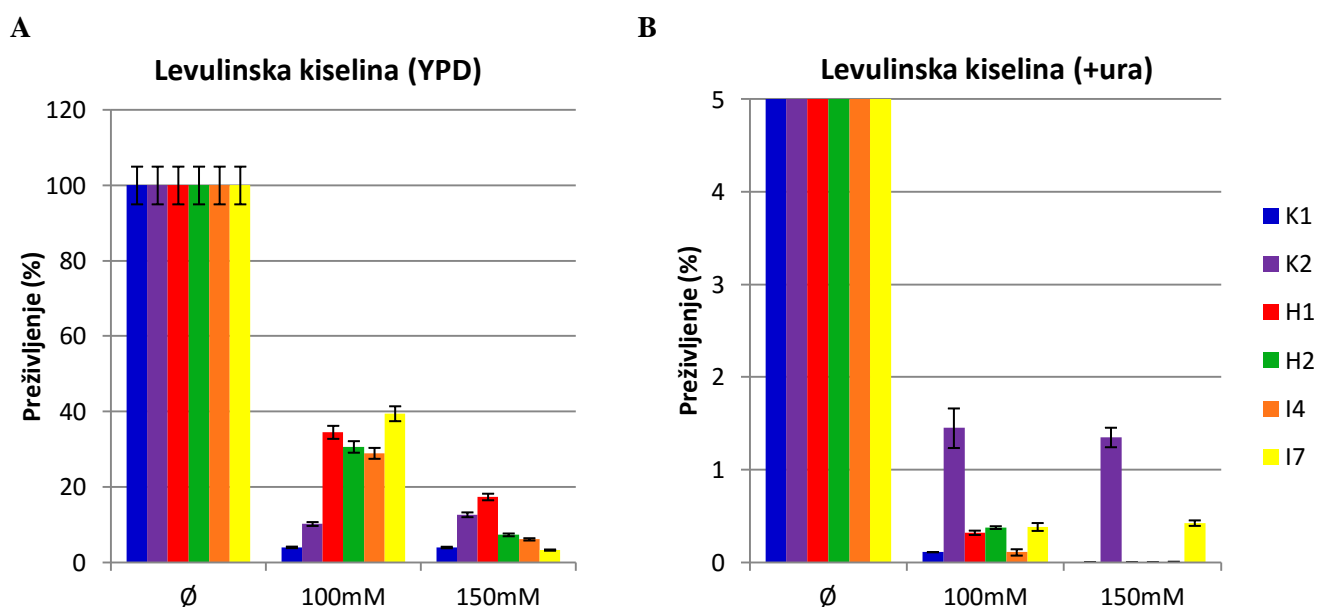 A
Levulinska kiselina (YPD)
120
100
80
60
40
20
0
Preživljenje (%)
Ø 100mM 150mM
B
Levulinska kiselina (+ura)
5
4
3
2
1
0
Preživljenje (%)
Ø 100mM 150mM
K1
K2
H1
H2
I4
I7